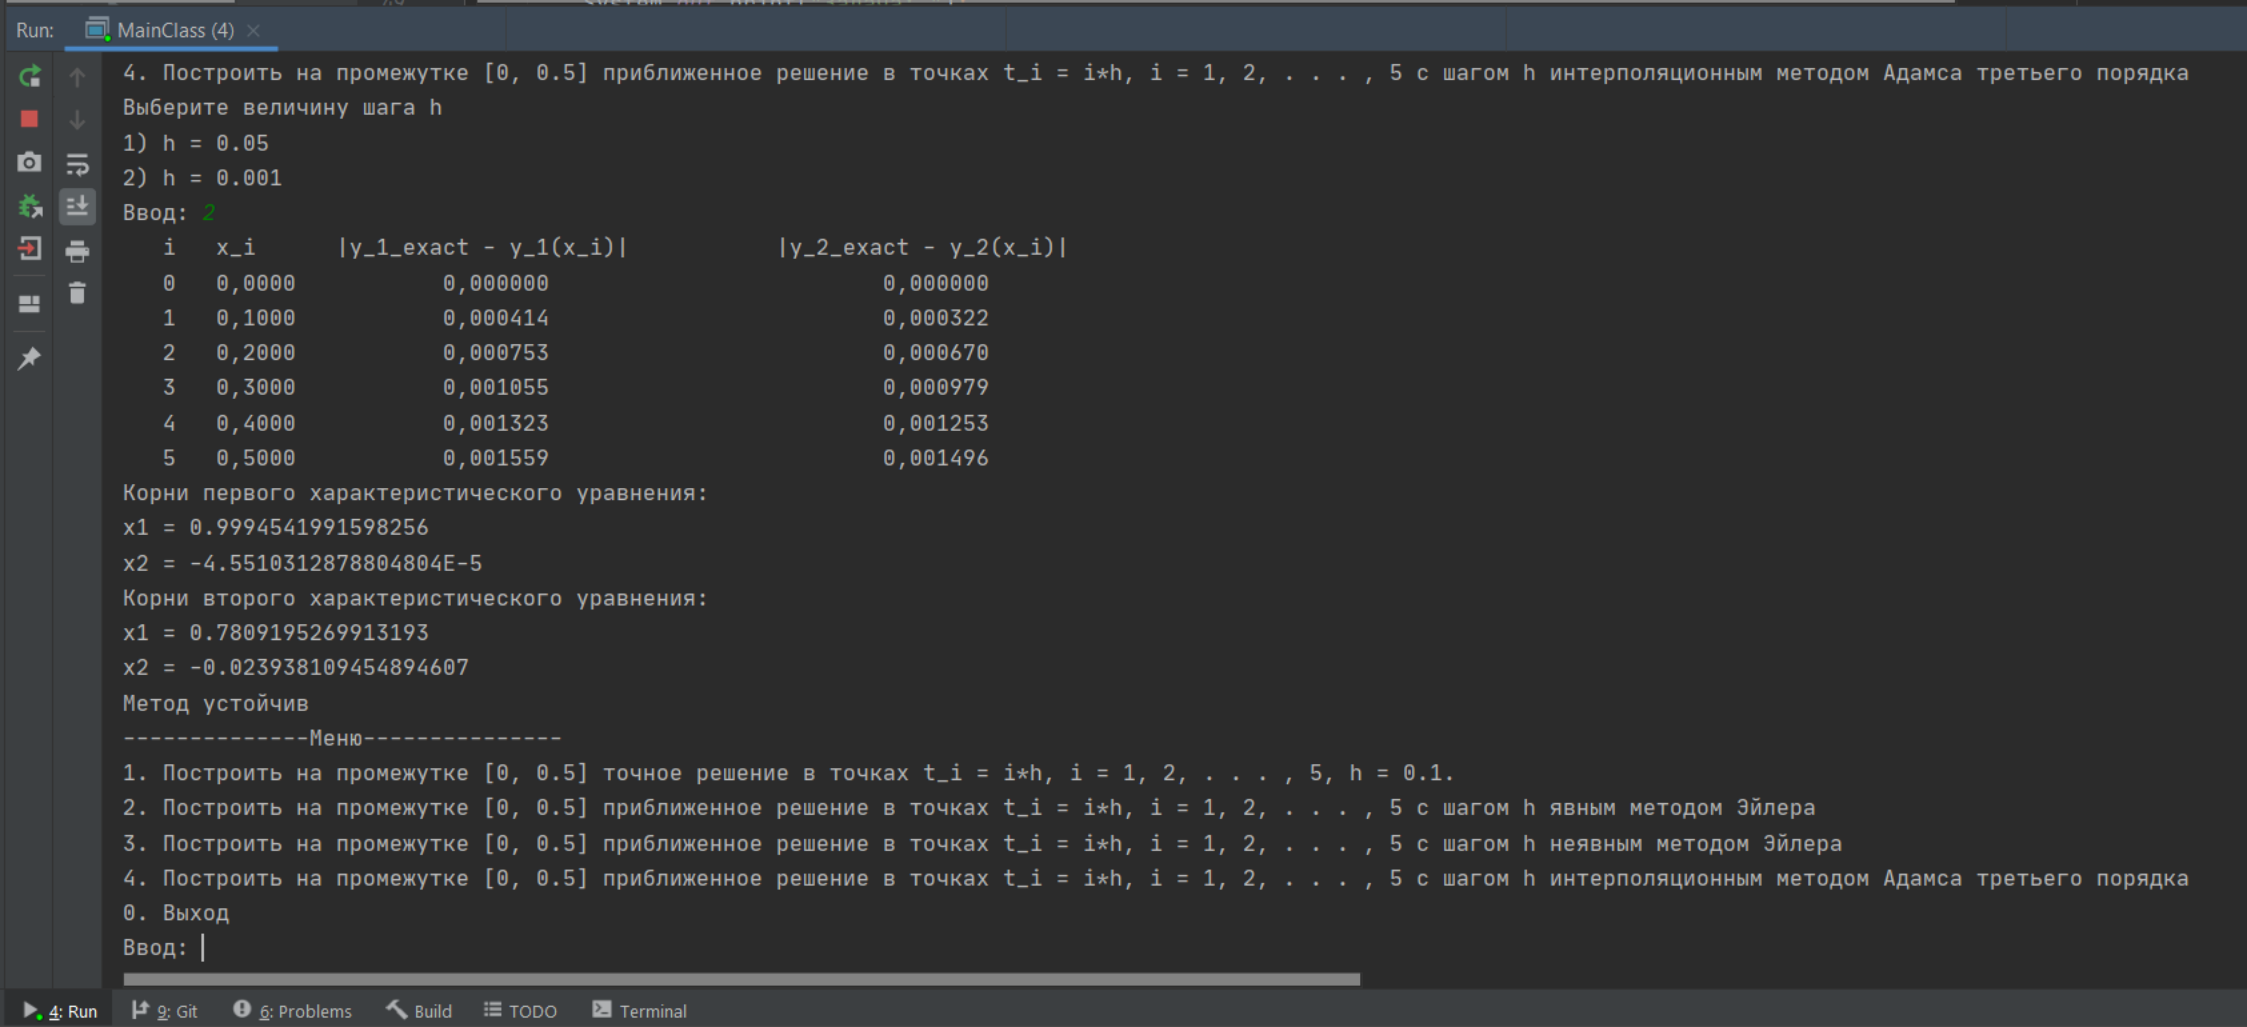 Run: MainClass (4)
4. Построить на промежутке [0, 0.5] приближенное решение в точках t_i = i*h, i = 1, 2, . . . , 5 с шагом h интерполяционным методом Адамса третьего порядка
Выберите величину шага h
1) h = 0.05
2) h = 0.001
Ввод: 2
i x_i |y_1_exact - y_1(x_i)| |y_2_exact - y_2(x_i)|
0 0,0000 0,000000 0,000000
1 0,1000 0,000414 0,000322
2 0,2000 0,000753 0,000670
3 0,3000 0,001055 0,000979
4 0,4000 0,001323 0,001253
5 0,5000 0,001559 0,001496
Корни первого характеристического уравнения:
x1 = 0.9994541991598256
x2 = -4.5510312878804804E-5
Корни второго характеристического уравнения:
x1 = 0.7809195269913193
x2 = -0.023938109454894607
Метод устойчив
--------------Меню---------------
1. Построить на промежутке [0, 0.5] точное решение в точках t_i = i*h, i = 1, 2, . . . , 5, h = 0.1.
2. Построить на промежутке [0, 0.5] приближенное решение в точках t_i = i*h, i = 1, 2, . . . , 5 с шагом h явным методом Эйлера
3. Построить на промежутке [0, 0.5] приближенное решение в точках t_i = i*h, i = 1, 2, . . . , 5 с шагом h неявным методом Эйлера
4. Построить на промежутке [0, 0.5] приближенное решение в точках t_i = i*h, i = 1, 2, . . . , 5 с шагом h интерполяционным методом Адамса третьего порядка
0. Выход
Ввод:
4: Run 9: Git 6: Problems Build TODO Terminal